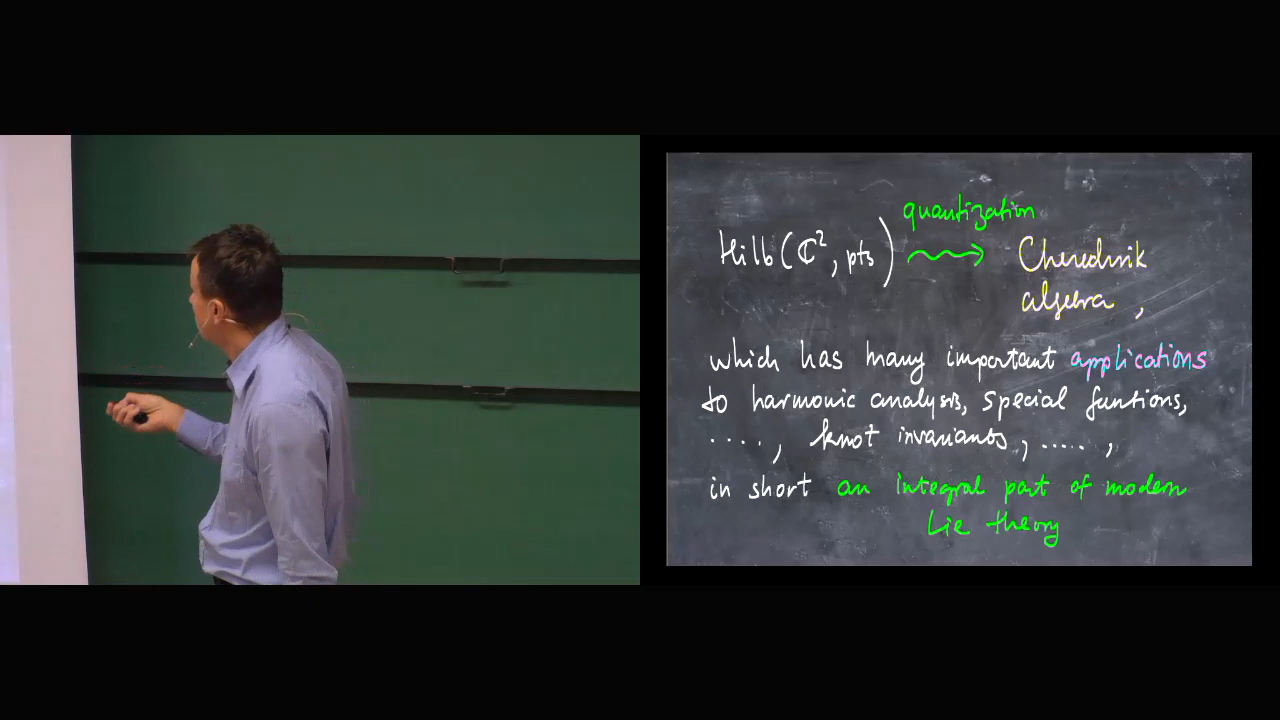 quantization
Hilb(ℂ², pts) ⇝ Cherednik
algebra,
which has many important applications
to harmonic analysis, special funtions,
...., knot invariants, .....,
in short an integral part of modern
Lie theory